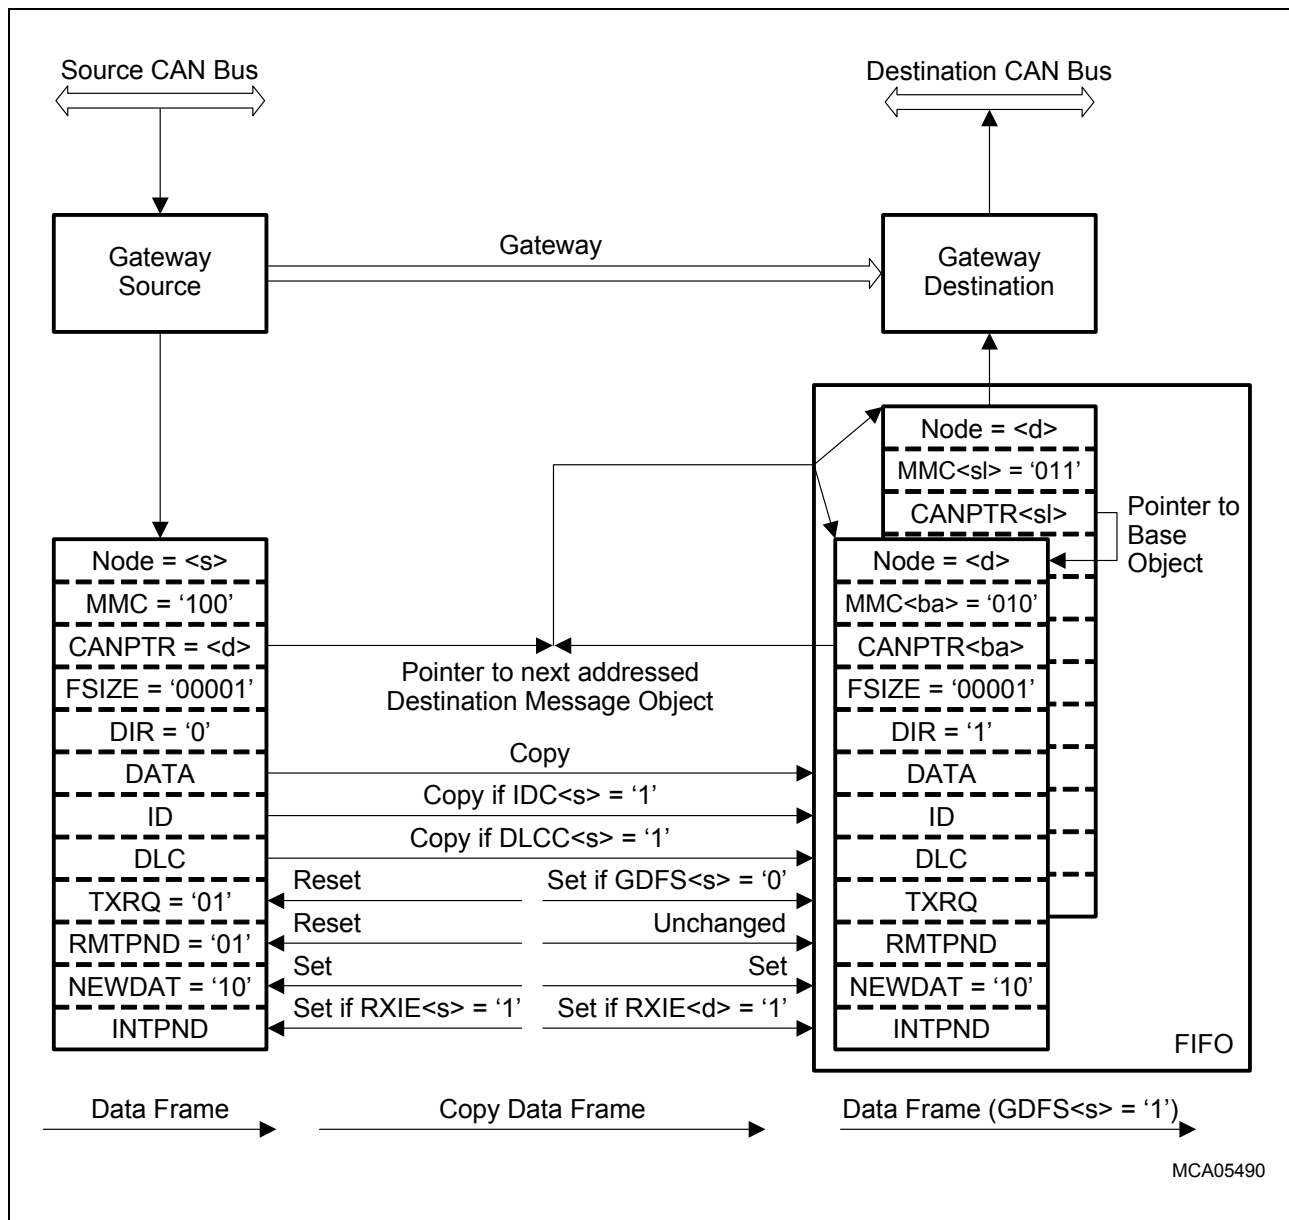 Source CAN Bus
Destination CAN Bus
Gateway
Source
Gateway
Gateway
Destination
Node = <s>
MMC = ‘100’
CANPTR = <d>
FSIZE = ‘00001’
DIR = ‘0’
DATA
ID
DLC
TXRQ = ‘01’
RMTPND = ‘01’
NEWDAT = ‘10’
INTPND
Pointer to next addressed
Destination Message Object
Copy
Copy if IDC<s> = ‘1’
Copy if DLCC<s> = ‘1’
Reset
Set if GDFS<s> = ‘0’
Reset
Unchanged
Set
Set
Set if RXIE<s> = ‘1’
Set if RXIE<d> = ‘1’
Node = <d>
MMC<sl> = ‘011’
CANPTR<sl>
Pointer to
Base
Object
Node = <d>
MMC<ba> = ‘010’
CANPTR<ba>
FSIZE = ‘00001’
DIR = ‘1’
DATA
ID
DLC
TXRQ
RMTPND
NEWDAT = ‘10’
INTPND
FIFO
Data Frame
Copy Data Frame
Data Frame (GDFS<s> = ‘1’)
MCA05490